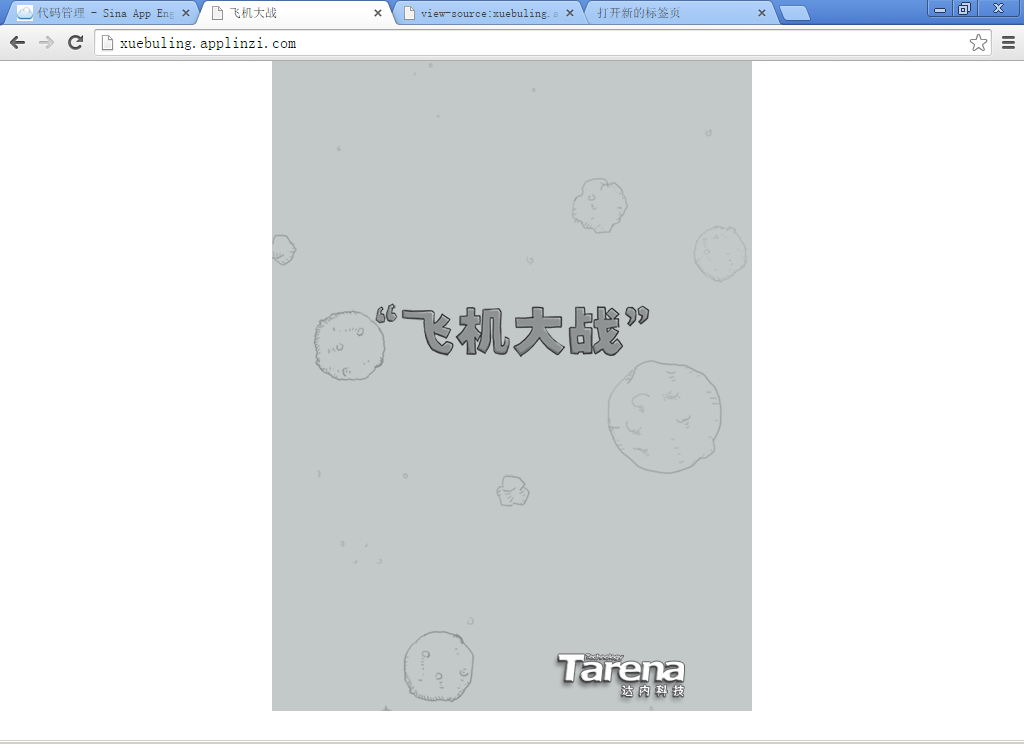 代码管理 - Sina App Eng
飞机大战
view-source:xuebuling.a
打开新的标签页
xuebuling.applinzi.com
“飞机大战”
Technology
Tarena
达内科技